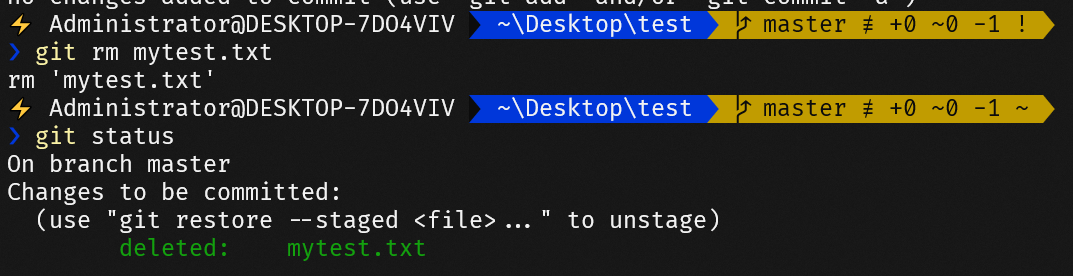 no changes added to commit (use "git add" and/or "git commit -a")
⚡ Administrator@DESKTOP-7DO4VIV ~\Desktop\test master ≢ +0 ~0 -1 !
❯ git rm mytest.txt
rm 'mytest.txt'
⚡ Administrator@DESKTOP-7DO4VIV ~\Desktop\test master ≢ +0 ~0 -1 ~
❯ git status
On branch master
Changes to be committed:
(use "git restore --staged <file>..." to unstage)
deleted: mytest.txt